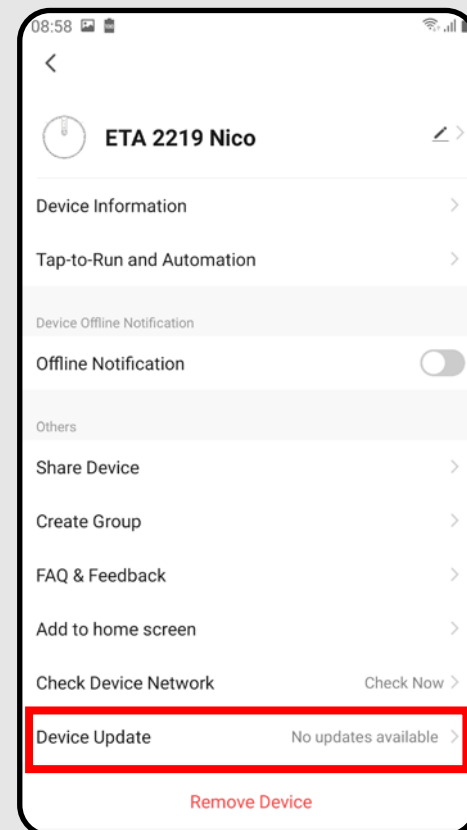 08:58
ETA 2219 Nico
Device Information
Tap-to-Run and Automation
Device Offline Notification
Offline Notification
Others
Share Device
Create Group
FAQ & Feedback
Add to home screen
Check Device Network Check Now
Device Update No updates available
Remove Device